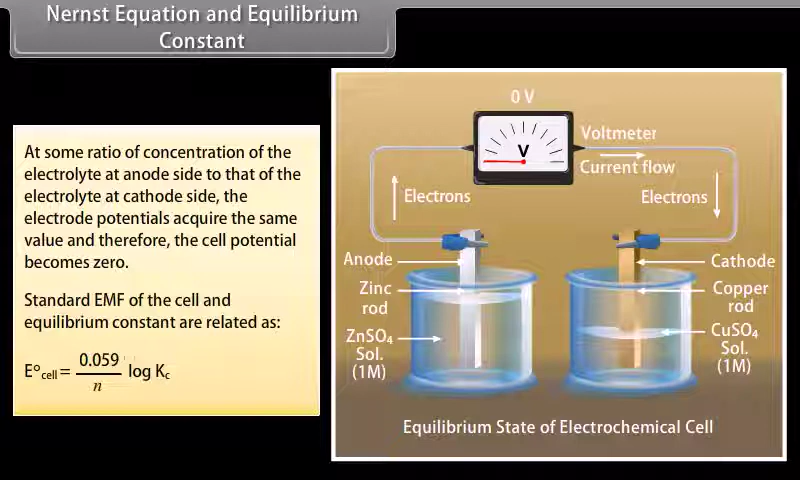 Nernst Equation and Equilibrium
Constant
At some ratio of concentration of the
electrolyte at anode side to that of the
electrolyte at cathode side, the
electrode potentials acquire the same
value and therefore, the cell potential
becomes zero.
Standard EMF of the cell and
equilibrium constant are related as:
E°cell = 0.059/n log Kc
0 V
V
Voltmeter
Current flow
Electrons
Electrons
Anode
Zinc
rod
ZnSO₄
Sol.
(1M)
Cathode
Copper
rod
CuSO₄
Sol.
(1M)
Equilibrium State of Electrochemical Cell